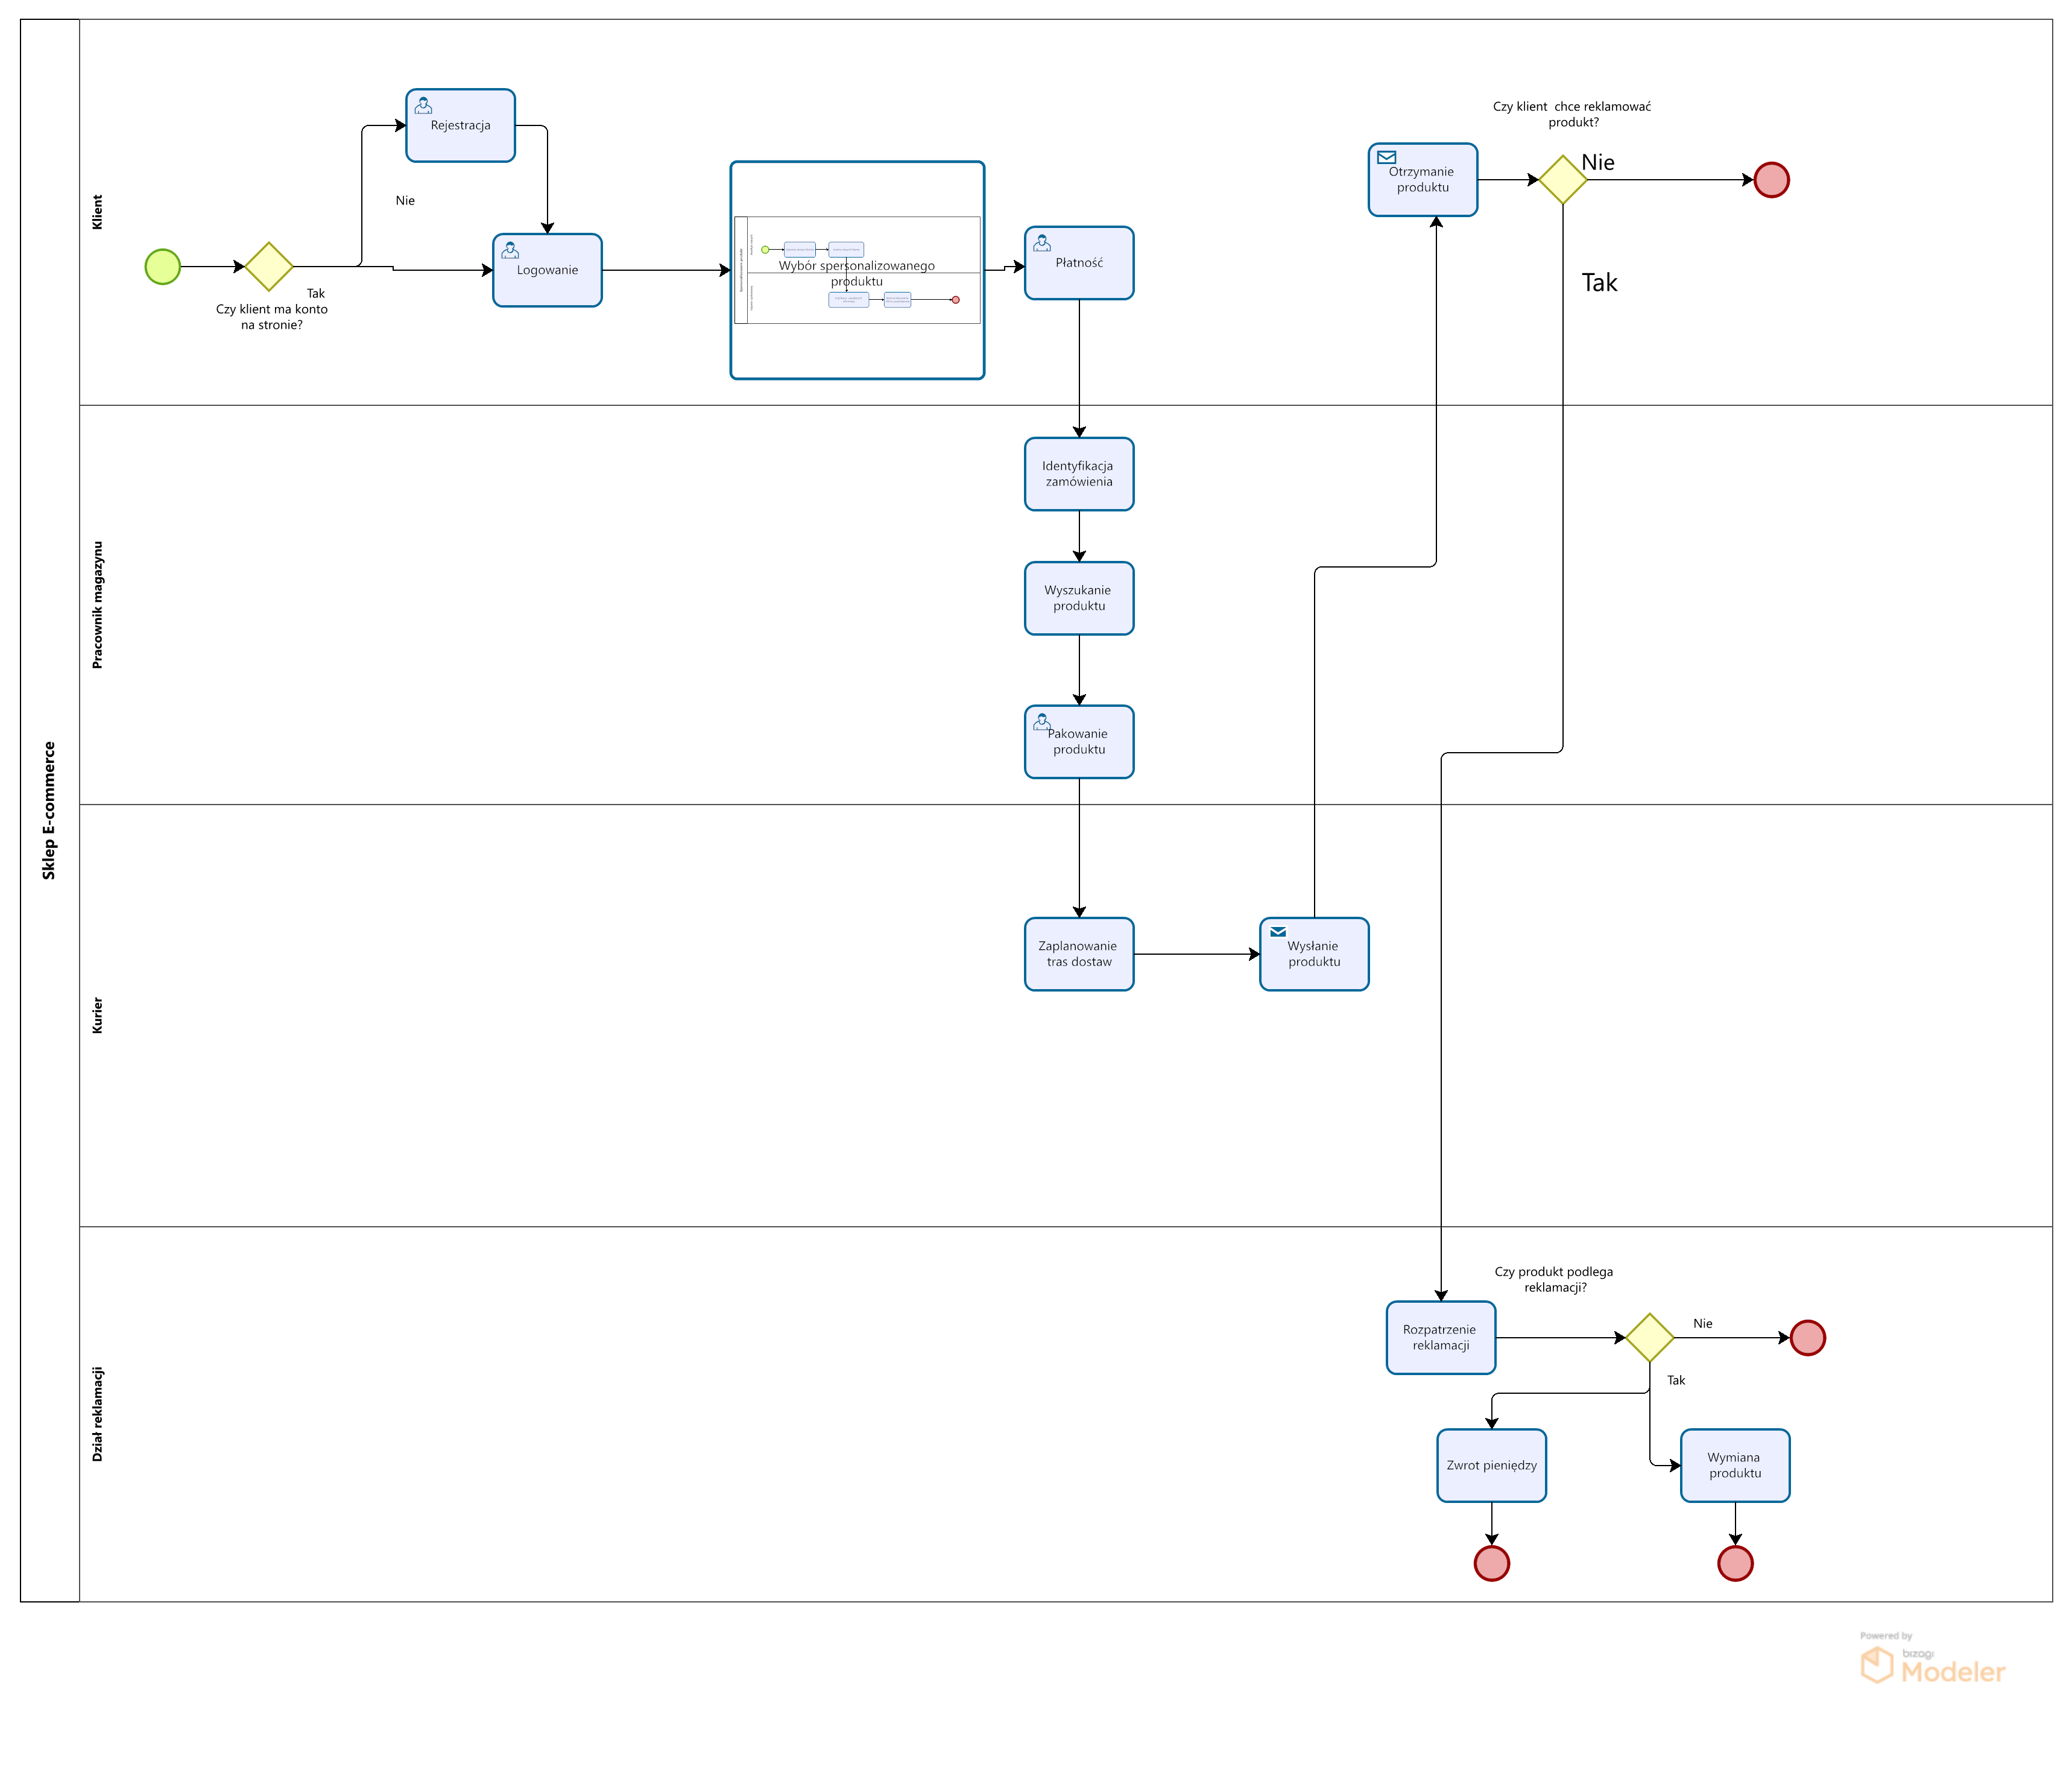 Sklep E-commerce
Klient
Rejestracja
Nie
Logowanie
Tak
Czy klient ma konto
na stronie?
Wybór spersonalizowanego
produktu
Płatność
Otrzymanie
produktu
Czy klient  chce reklamować
produkt?
Nie
Tak
Pracownik magazynu
Identyfikacja
zamówienia
Wyszukanie
produktu
Pakowanie
produktu
Kurier
Zaplanowanie
tras dostaw
Wysłanie
produktu
Dział reklamacji
Rozpatrzenie
reklamacji
Czy produkt podlega
reklamacji?
Nie
Tak
Zwrot pieniędzy
Wymiana
produktu
Powered by
bizagi
Modeler